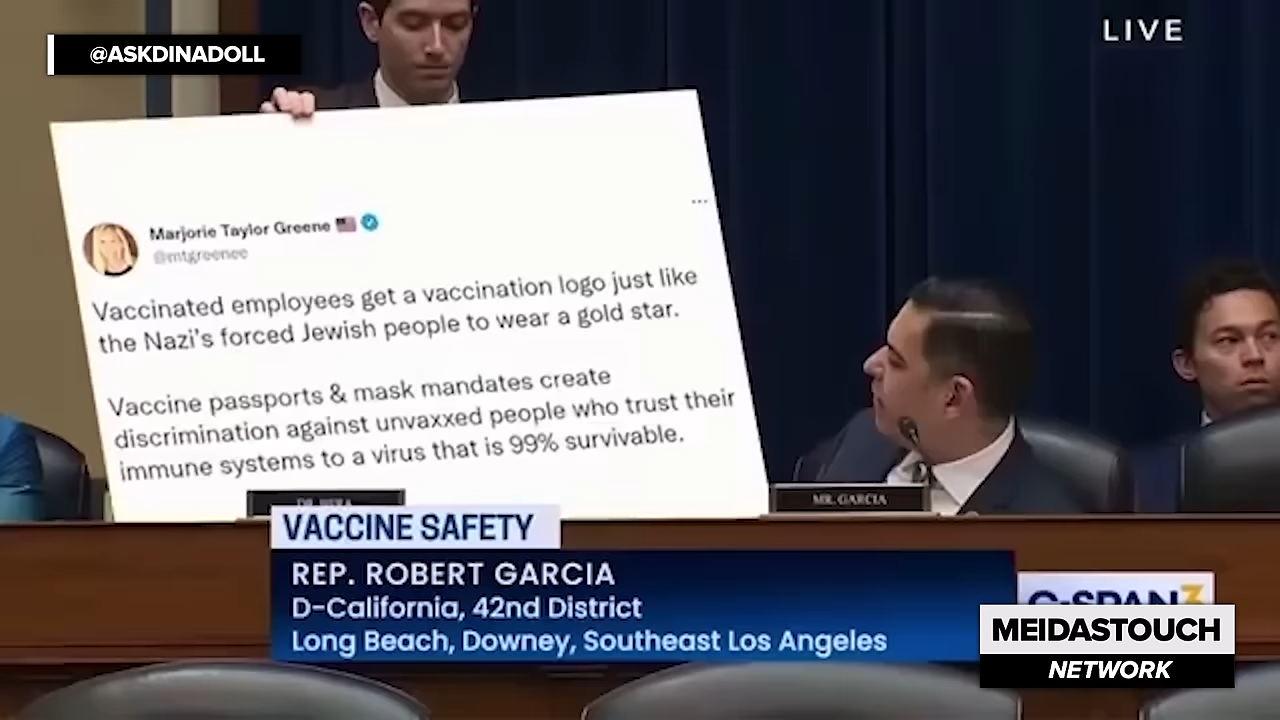 @ASKDINADOLL
LIVE
Marjorie Taylor Greene
@mtgreenee
Vaccinated employees get a vaccination logo just like
the Nazi's forced Jewish people to wear a gold star.
Vaccine passports & mask mandates create
discrimination against unvaxxed people who trust their
immune systems to a virus that is 99% survivable.
DR. BERA
MR. GARCIA
VACCINE SAFETY
REP. ROBERT GARCIA
D-California, 42nd District
Long Beach, Downey, Southeast Los Angeles
C-SPAN3
MEIDASTOUCH
NETWORK